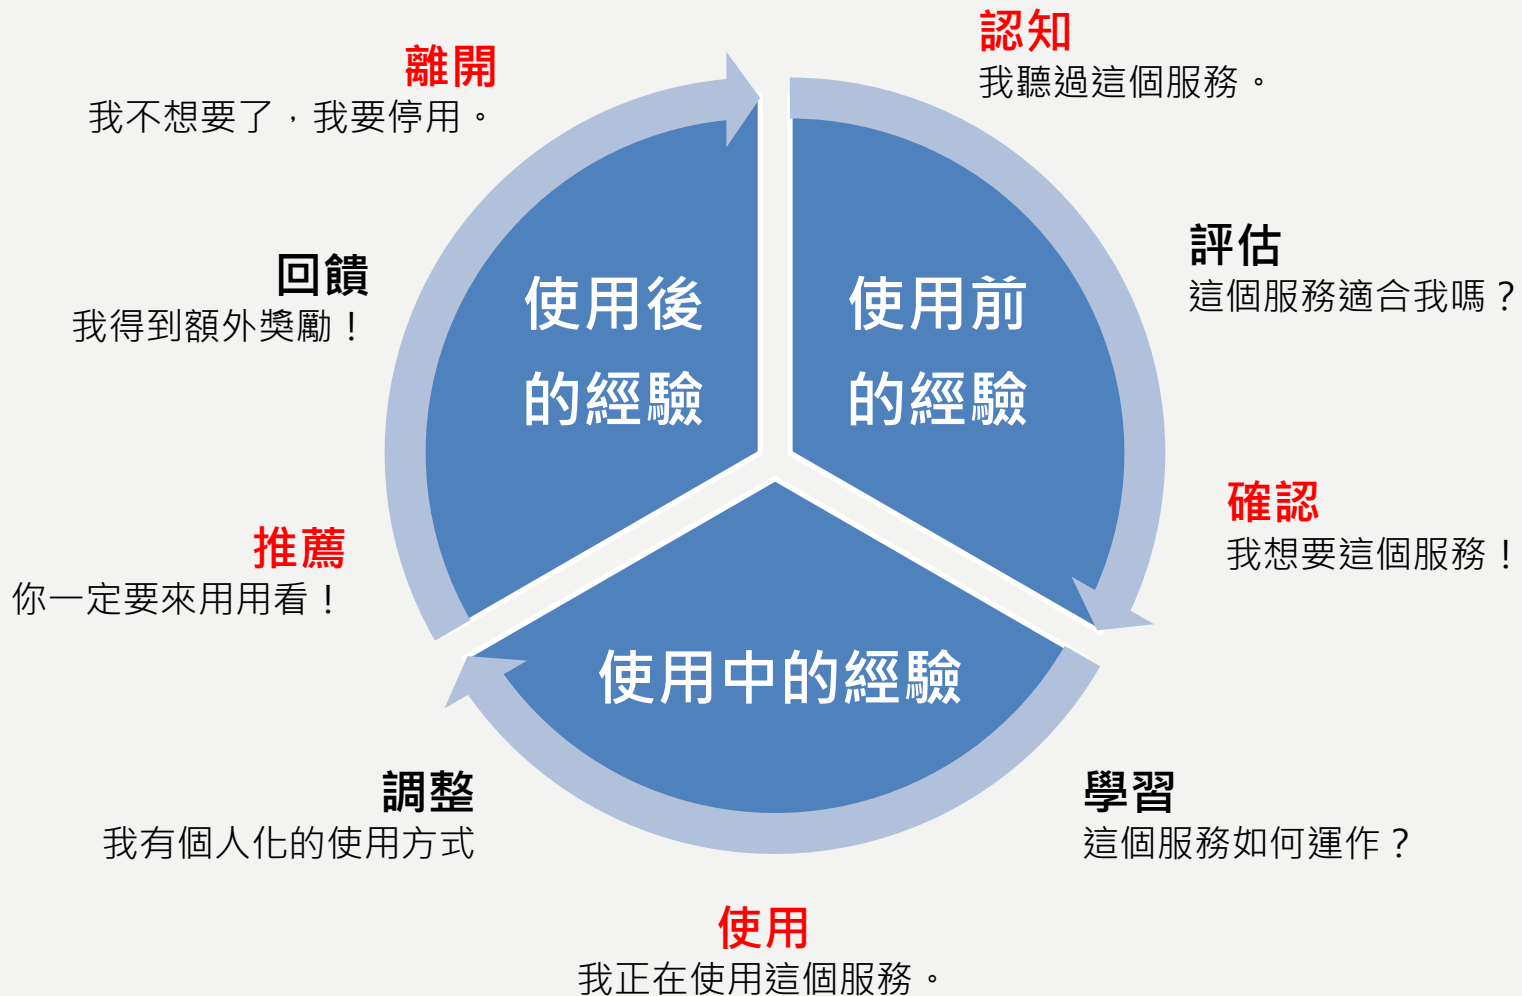 認知
我聽過這個服務。
評估
這個服務適合我嗎？
確認
我想要這個服務！
學習
這個服務如何運作？
使用
我正在使用這個服務。
調整
我有個人化的使用方式
推薦
你一定要來用用看！
回饋
我得到額外獎勵！
離開
我不想要了，我要停用。
使用前
的經驗
使用中的經驗
使用後
的經驗